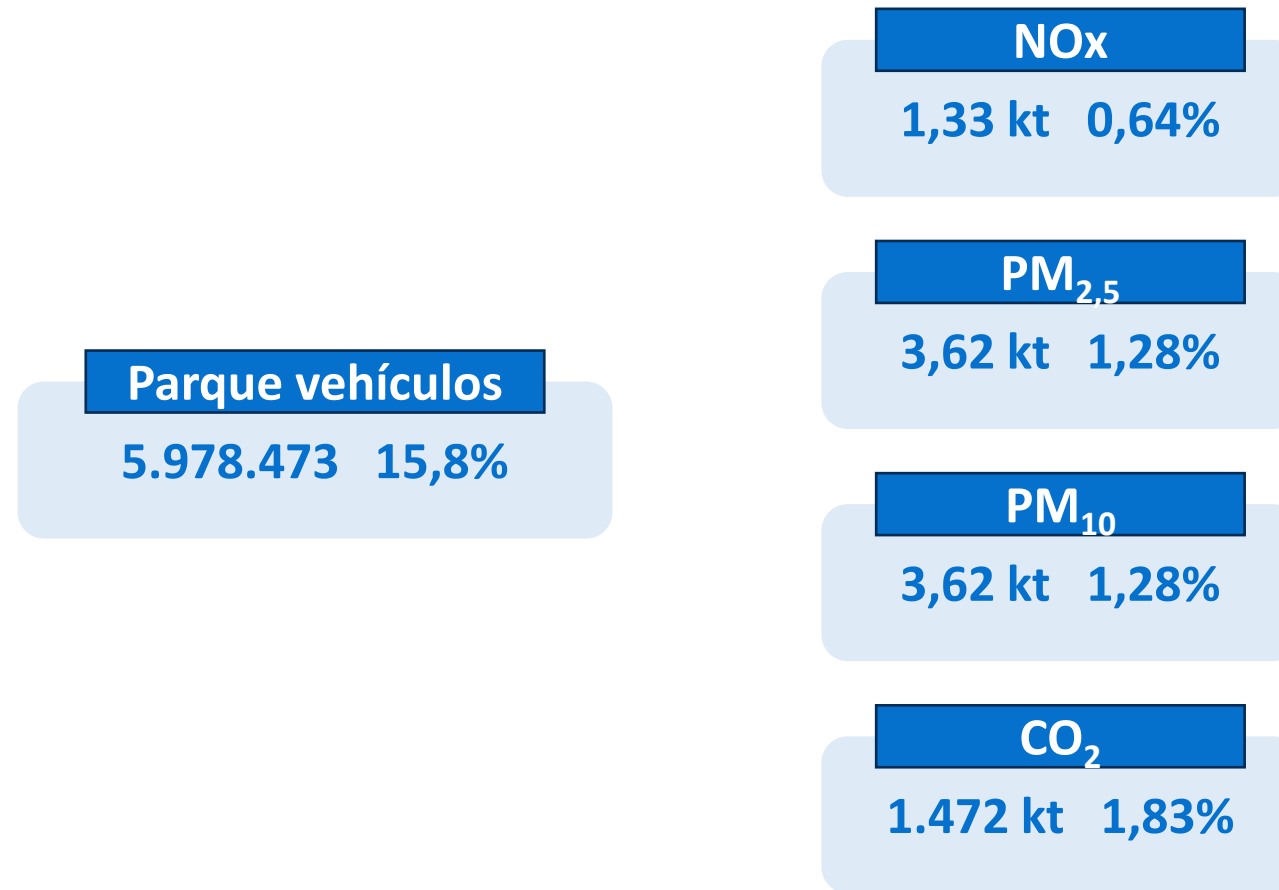 Parque vehículos
5.978.473 15,8%
NOx
1,33 kt 0,64%
PM2,5
3,62 kt 1,28%
PM10
3,62 kt 1,28%
CO2
1.472 kt 1,83%